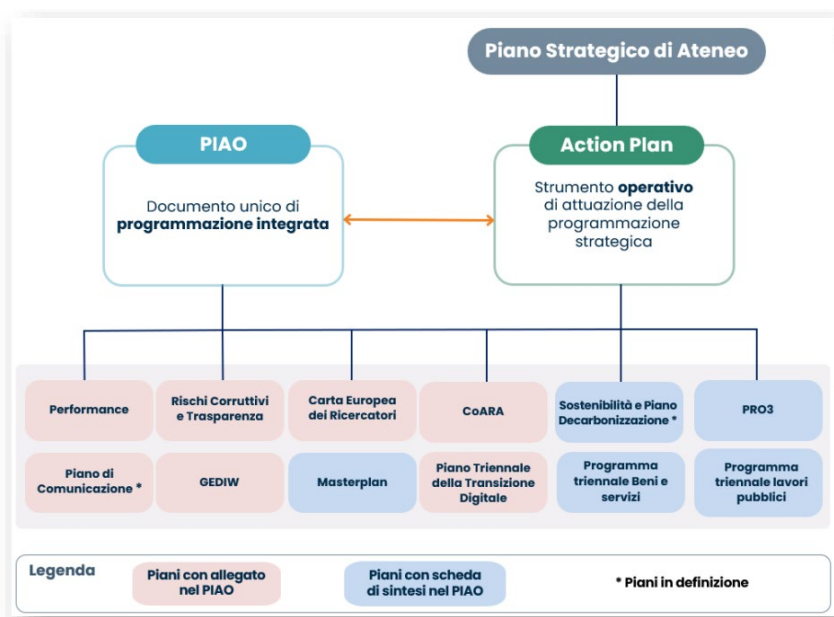 Piano Strategico di Ateneo
PIAO
Documento unico di
programmazione integrata
Action Plan
Strumento operativo
di attuazione della
programmazione
strategica
Performance
Rischi Corruttivi
e Trasparenza
Carta Europea
dei Ricercatori
CoARA
Sostenibilità e Piano
Decarbonizzazione *
PRO3
Piano di
Comunicazione *
GEDIW
Masterplan
Piano Triennale
della Transizione
Digitale
Programma
triennale Beni e
servizi
Programma
triennale lavori
pubblici
Legenda
Piani con allegato
nel PIAO
Piani con scheda
di sintesi nel PIAO
* Piani in definizione